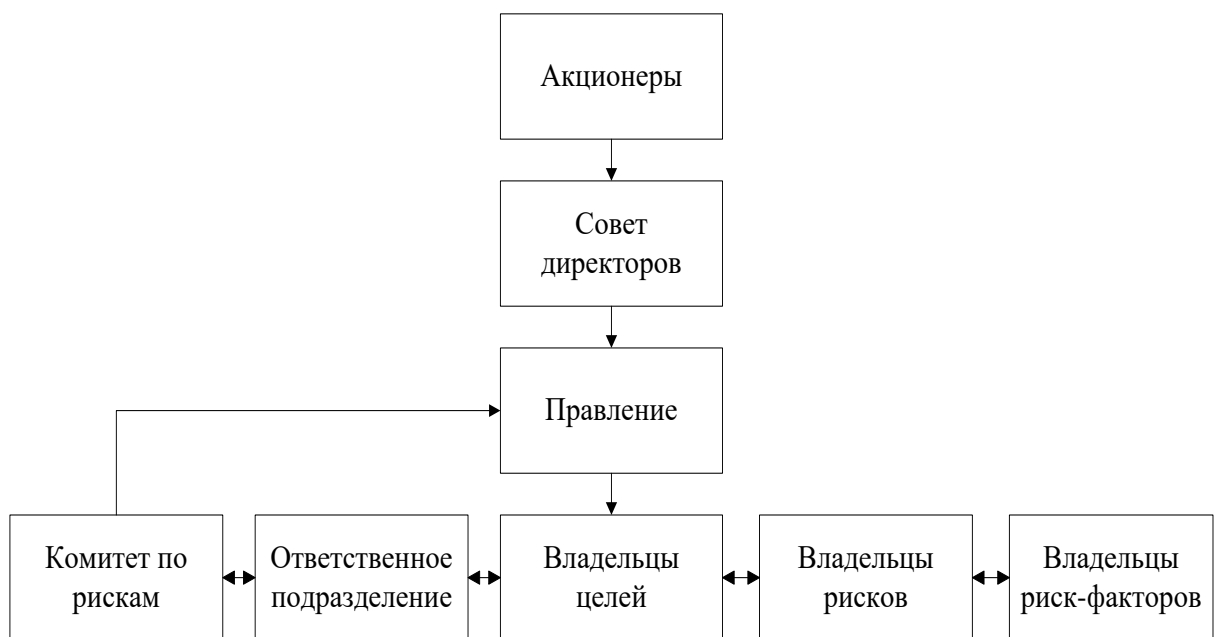 Акционеры
Совет
директоров
Правление
Комитет по
рискам
Ответственное
подразделение
Владельцы
целей
Владельцы
рисков
Владельцы
риск-факторов